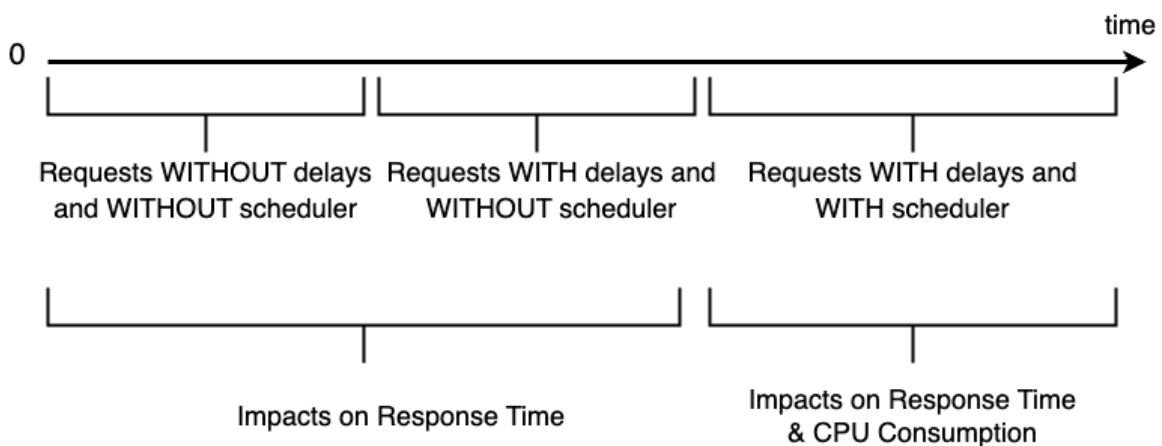 time
0
Requests WITHOUT delays
and WITHOUT scheduler
Requests WITH delays and
WITHOUT scheduler
Requests WITH delays and
WITH scheduler
Impacts on Response Time
Impacts on Response Time
& CPU Consumption